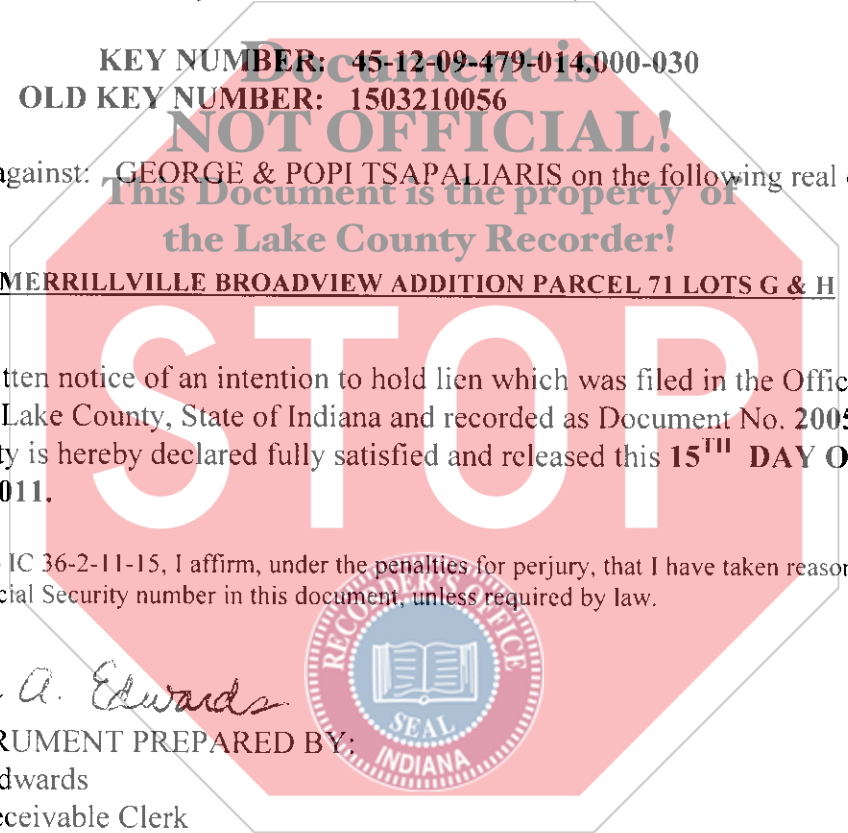 KEY NUMBER: 45-12-09-479-014.000-030
OLD KEY NUMBER: 1503210056
Document is
NOT OFFICIAL!
This Document is the property of
the Lake County Recorder!
against: GEORGE & POPI TSAPALIARIS on the following real
MERRILLVILLE BROADVIEW ADDITION PARCEL 71 LOTS G & H
STOP
tten notice of an intention to hold lien which was filed in the Offic
Lake County, State of Indiana and recorded as Document No. 2005
ty is hereby declared fully satisfied and released this 15TH DAY O
011.
IC 36-2-11-15, I affirm, under the penalties for perjury, that I have taken reason
cial Security number in this document, unless required by law.
RECORDER'S OFFICE
SEAL
INDIANA
a. Edwards
RUMENT PREPARED BY:
dwards
eceivable Clerk